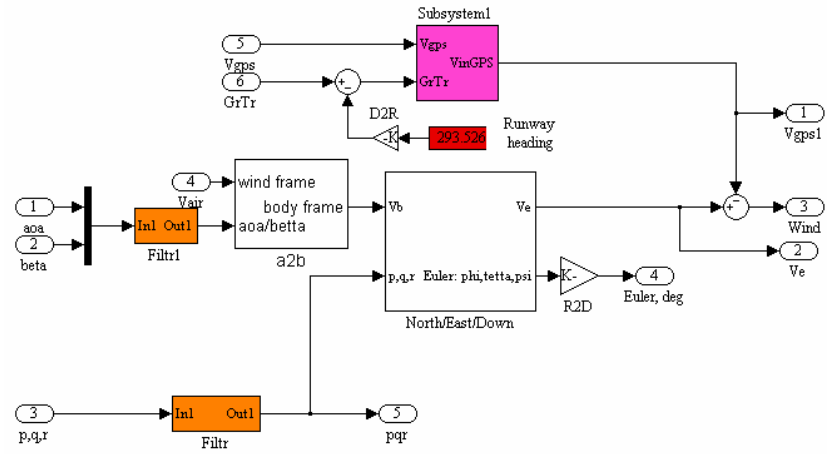 Subsystem1
5
Vgps
Vgps
VinGPS
6
GrTr
GrTr
+
−
D2R
-K
293.526
Runway
heading
1
Vgps1
4
Vair
wind frame
body frame
aoa/betta
a2b
1
aoa
2
beta
In1 Out1
Filtr1
Vb
Ve
p,q,r
Euler: phi,tetta,psi
North/East/Down
K-
R2D
4
Euler, deg
+
−
3
Wind
2
Ve
3
p,q,r
In1 Out1
Filtr
5
pqr